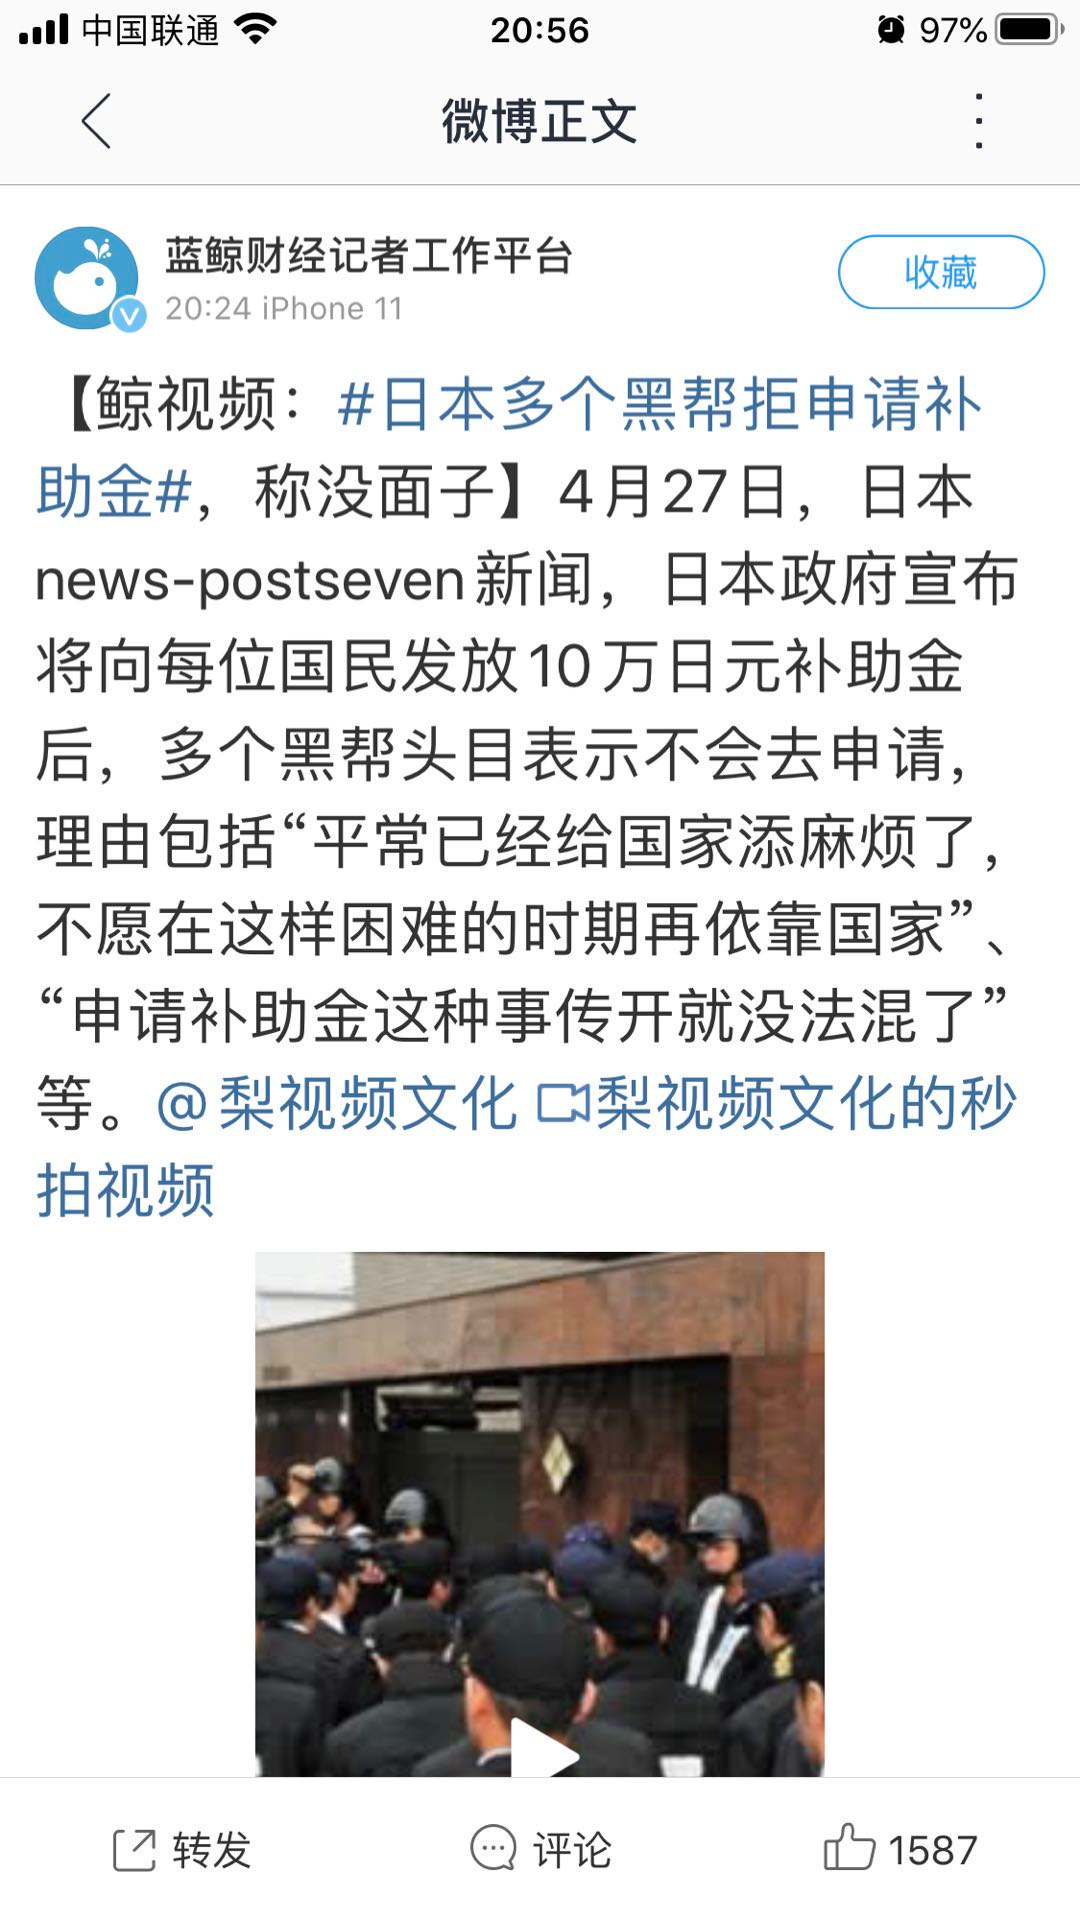 中国联通 20:56 97%
微博正文
蓝鲸财经记者工作平台
20:24 iPhone 11
收藏
【鲸视频：#日本多个黑帮拒申请补
助金#，称没面子】4月27日，日本
news-postseven新闻，日本政府宣布
将向每位国民发放10万日元补助金
后，多个黑帮头目表示不会去申请，
理由包括“平常已经给国家添麻烦了，
不愿在这样困难的时期再依靠国家”、
“申请补助金这种事传开就没法混了”
等。@梨视频文化 梨视频文化的秒
拍视频
转发 评论 1587